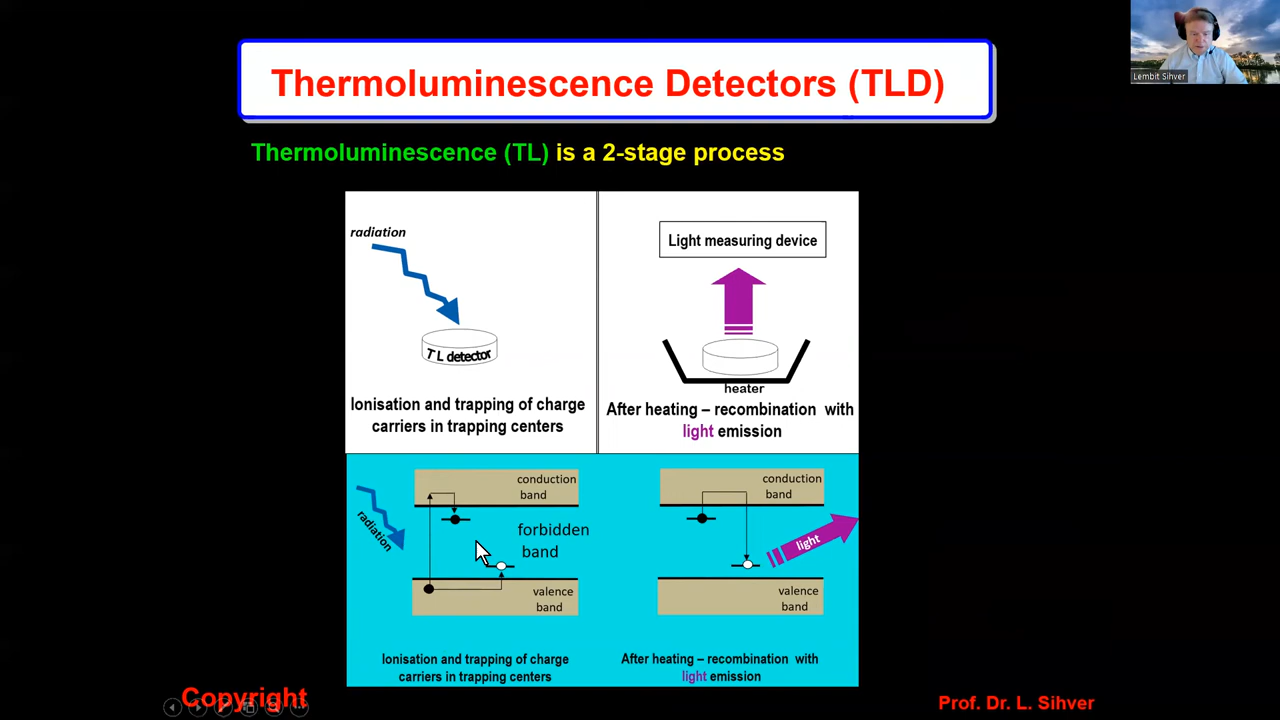 Thermoluminescence Detectors (TLD)
Lembit Sihver
Thermoluminescence (TL) is a 2-stage process
radiation
TL detector
Ionisation and trapping of charge
carriers in trapping centers
Light measuring device
heater
After heating – recombination with
light emission
conduction
band
radiation
forbidden
band
valence
band
Ionisation and trapping of charge
carriers in trapping centers
conduction
band
light
valence
band
After heating – recombination with
light emission
Copyright
Prof. Dr. L. Sihver